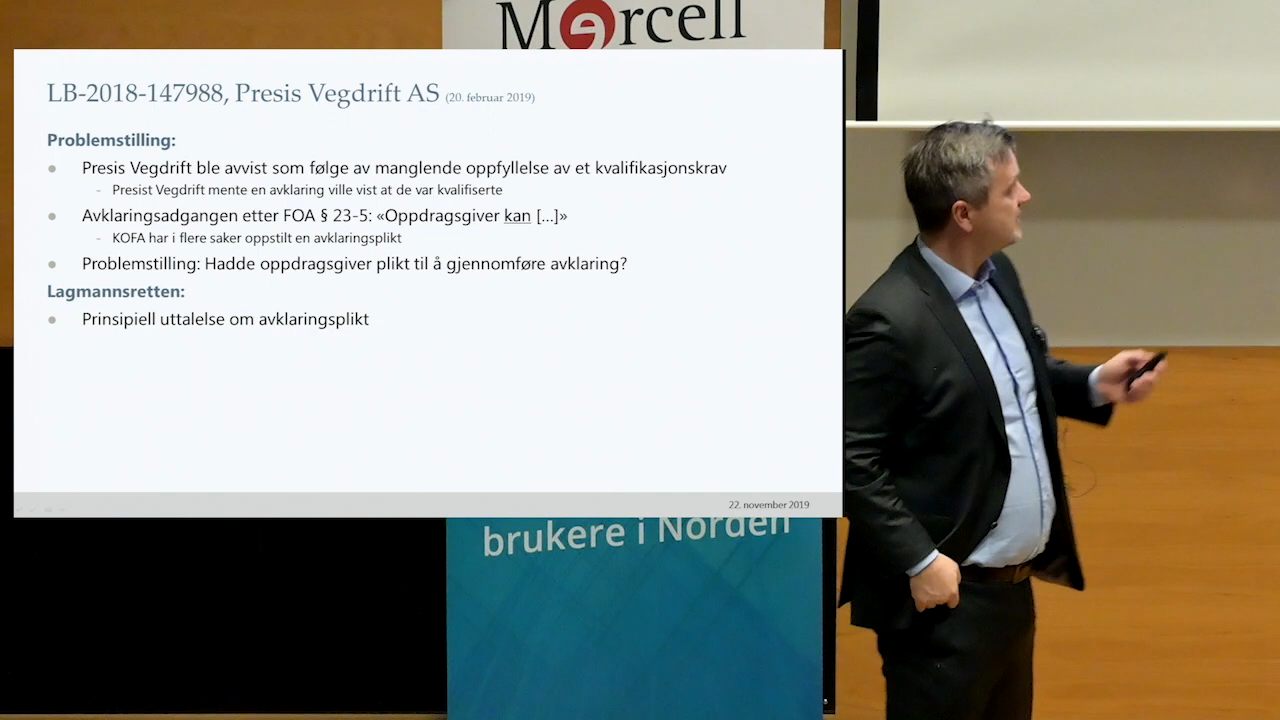 Mercell
LB-2018-147988, Presis Vegdrift AS (20. februar 2019)
Problemstilling:
• Presis Vegdrift ble avvist som følge av manglende oppfyllelse av et kvalifikasjonskrav
- Presist Vegdrift mente en avklaring ville vist at de var kvalifiserte
• Avklaringsadgangen etter FOA § 23-5: «Oppdragsgiver kan [...]»
- KOFA har i flere saker oppstilt en avklaringsplikt
• Problemstilling: Hadde oppdragsgiver plikt til å gjennomføre avklaring?
Lagmannsretten:
• Prinsipiell uttalelse om avklaringsplikt
22. november 2019
brukere i Norden